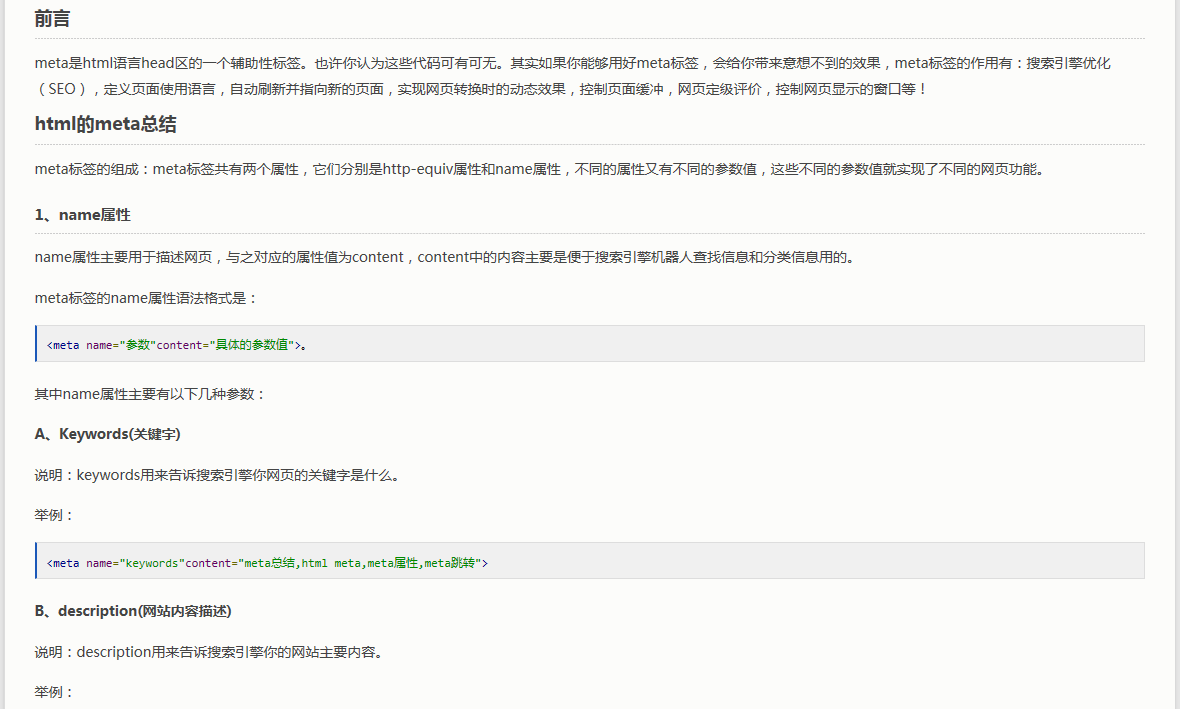 前言
meta是html语言head区的一个辅助性标签。也许你认为这些代码可有可无。其实如果你能够用好meta标签，会给你带来意想不到的效果，meta标签的作用有：搜索引擎优化
（SEO），定义页面使用语言，自动刷新并指向新的页面，实现网页转换时的动态效果，控制页面缓冲，网页定级评价，控制网页显示的窗口等！
html的meta总结
meta标签的组成：meta标签共有两个属性，它们分别是http-equiv属性和name属性，不同的属性又有不同的参数值，这些不同的参数值就实现了不同的网页功能。
1、name属性
name属性主要用于描述网页，与之对应的属性值为content，content中的内容主要是便于搜索引擎机器人查找信息和分类信息用的。
meta标签的name属性语法格式是：
<meta name="参数"content="具体的参数值">。
其中name属性主要有以下几种参数：
A、Keywords(关键字)
说明：keywords用来告诉搜索引擎你网页的关键字是什么。
举例：
<meta name="keywords"content="meta总结,html meta,meta属性,meta跳转">
B、description(网站内容描述)
说明：description用来告诉搜索引擎你的网站主要内容。
举例：